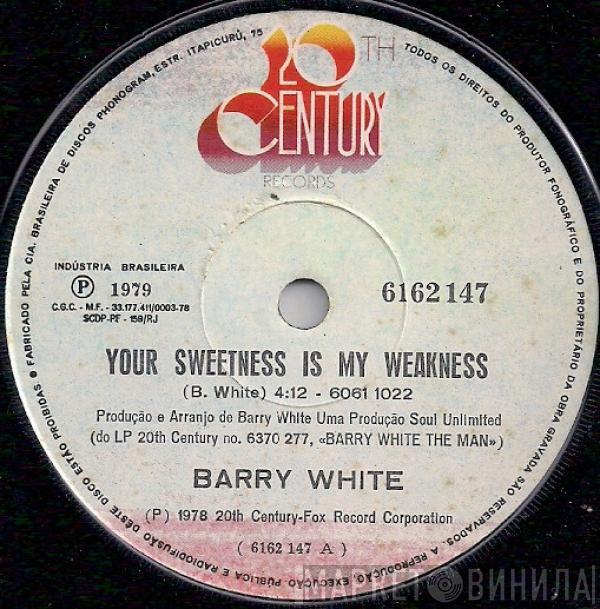 20TH
CENTURY
RECORDS
● FABRICADO PELA CIA. BRASILEIRA DE DISCOS PHONOGRAM, ESTR. ITAPICURÚ, 75
TODOS OS DIREITOS DO PRODUTOR FONOGRÁFICO E DO PROPRIETÁRIO DA OBRA GRAVADA SÃO RESERVADOS. A REPRODUÇÃO, EXECUÇÃO PÚBLICA E RADIODIFUSÃO DÊSTE DISCO ESTÃO PROIBIDAS
INDÚSTRIA BRASILEIRA
Ⓟ 1979
C.G.C. - M.F. - 33.177.411/0003-78
SCDP-PF - 159/RJ
6162 147
YOUR SWEETNESS IS MY WEAKNESS
(B. White) 4:12 - 6061 1022
Produção e Arranjo de Barry White Uma Produção Soul Unlimited
(do LP 20th Century no. 6370 277, «BARRY WHITE THE MAN»)
BARRY WHITE
(P) 1978 20th Century-Fox Record Corporation
( 6162 147 A )
МАРКЕТ ВИНИЛА